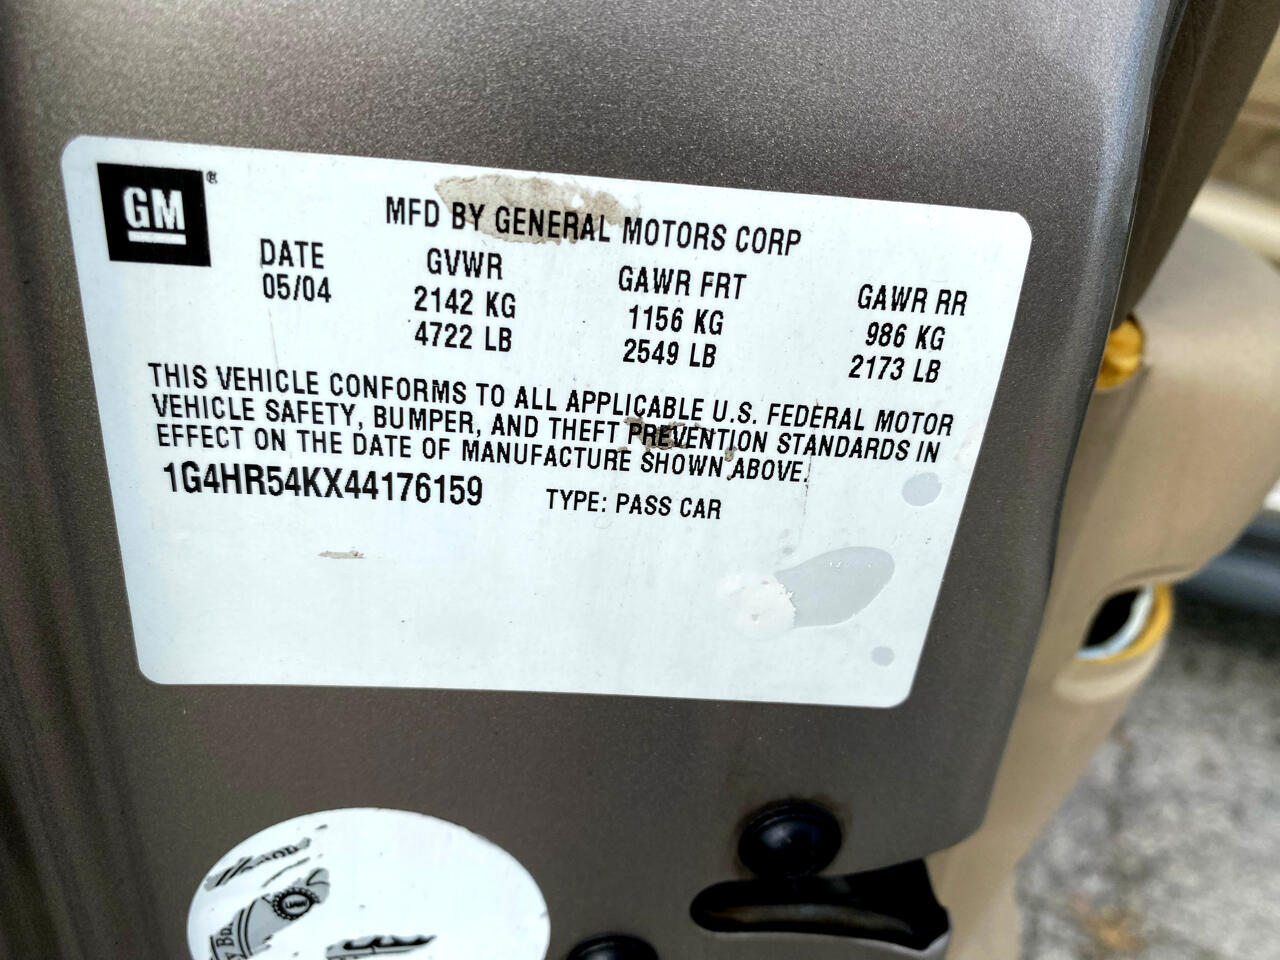 GM®
MFD BY GENERAL MOTORS CORP
DATE GVWR GAWR FRT GAWR RR
05/04 2142 KG 1156 KG 986 KG
4722 LB 2549 LB 2173 LB
THIS VEHICLE CONFORMS TO ALL APPLICABLE U.S. FEDERAL MOTOR
VEHICLE SAFETY, BUMPER, AND THEFT PREVENTION STANDARDS IN
EFFECT ON THE DATE OF MANUFACTURE SHOWN ABOVE.
1G4HR54KX44176159 TYPE: PASS CAR